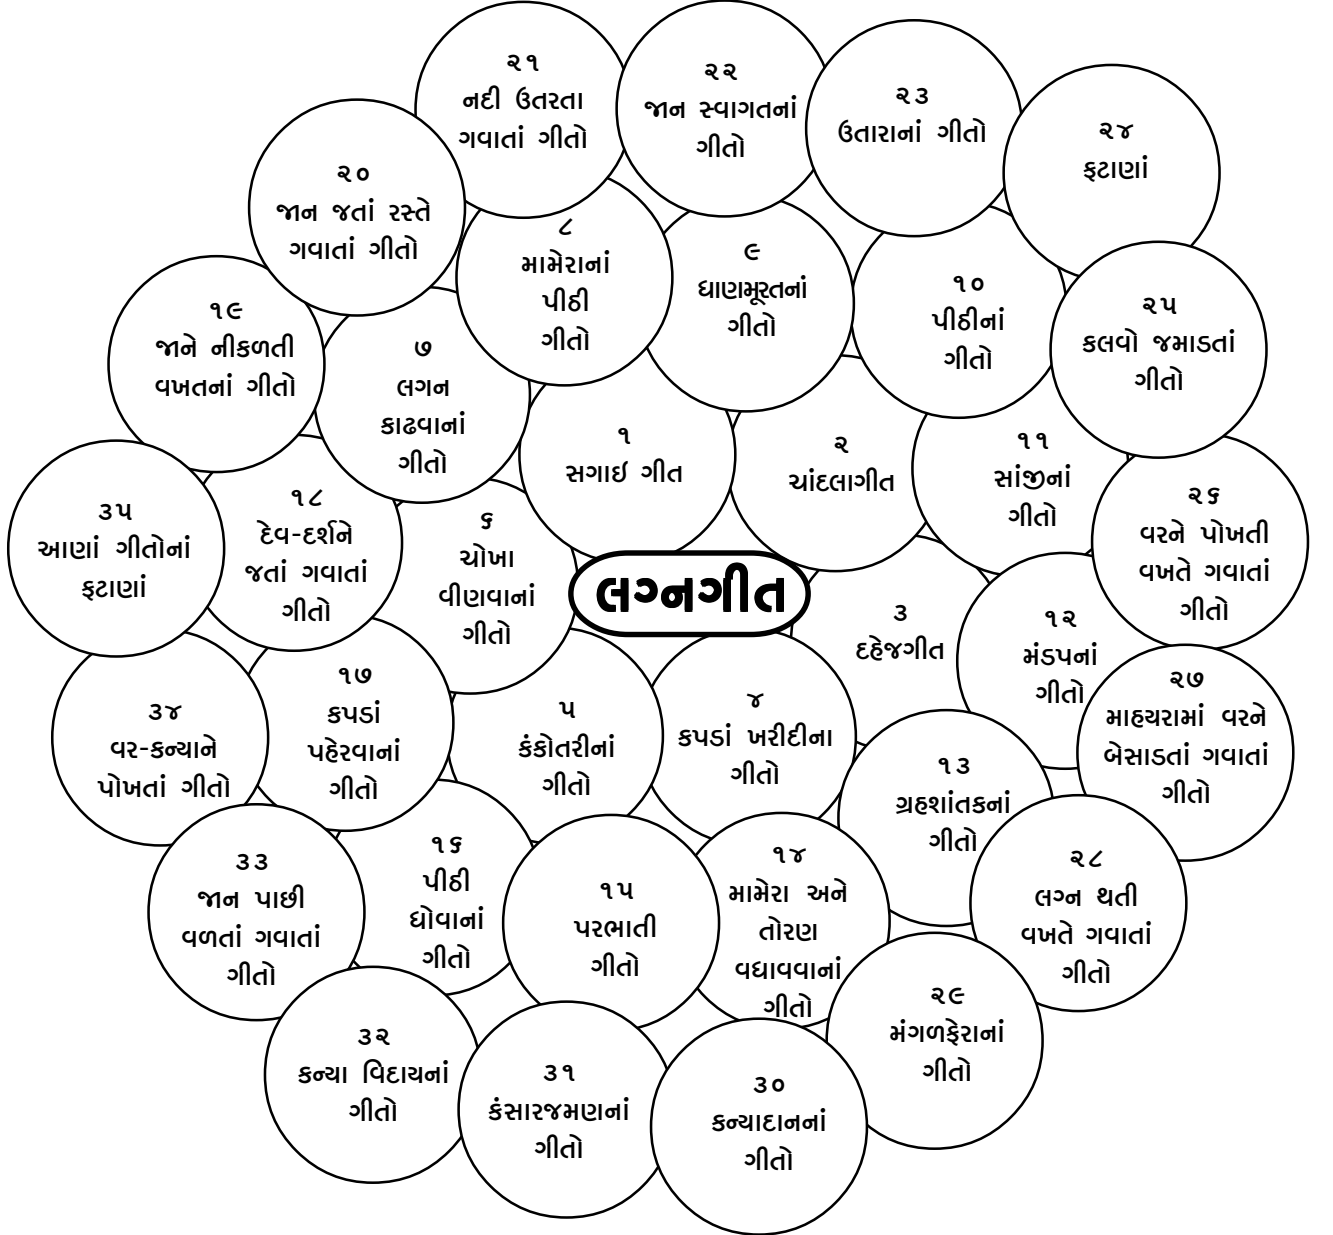 લગ્નગીત
૧
સગાઈ ગીત
૨
ચાંદલાગીત
૩
દહેજગીત
૪
કપડાં ખરીદીના
ગીતો
૫
કંકોતરીનાં
ગીતો
૬
ચોખા
વીણવાનાં
ગીતો
૭
લગન
કાઢવાનાં
ગીતો
૮
મામેરાનાં
પીઠી
ગીતો
૯
ધાણમૂરતનાં
ગીતો
૧૦
પીઠીનાં
ગીતો
૧૧
સાંજીનાં
ગીતો
૧૨
મંડપનાં
ગીતો
૧૩
ગ્રહશાંતકનાં
ગીતો
૧૪
મામેરા અને
તોરણ
વધાવવાનાં
ગીતો
૧૫
પરભાતી
ગીતો
૧૬
પીઠી
ધોવાનાં
ગીતો
૧૭
કપડાં
પહેરવાનાં
ગીતો
૧૮
દેવ-દર્શને
જતાં ગવાતાં
ગીતો
૧૯
જાને નીકળતી
વખતનાં ગીતો
૨૦
જાન જતાં રસ્તે
ગવાતાં ગીતો
૨૧
નદી ઉતરતા
ગવાતાં ગીતો
૨૨
જાન સ્વાગતનાં
ગીતો
૨૩
ઉતારાનાં ગીતો
૨૪
ફટાણાં
૨૫
કલવો જમાડતાં
ગીતો
૨૬
વરને પોખતી
વખતે ગવાતાં
ગીતો
૨૭
માહ્યરામાં વરને
બેસાડતાં ગવાતાં
ગીતો
૨૮
લગ્ન થતી
વખતે ગવાતાં
ગીતો
૨૯
મંગળફેરાનાં
ગીતો
૩૦
કન્યાદાનનાં
ગીતો
૩૧
કંસારજમણનાં
ગીતો
૩૨
કન્યા વિદાયનાં
ગીતો
૩૩
જાન પાછી
વળતાં ગવાતાં
ગીતો
૩૪
વર-કન્યાને
પોખતાં ગીતો
૩૫
આણાં ગીતોનાં
ફટાણાં